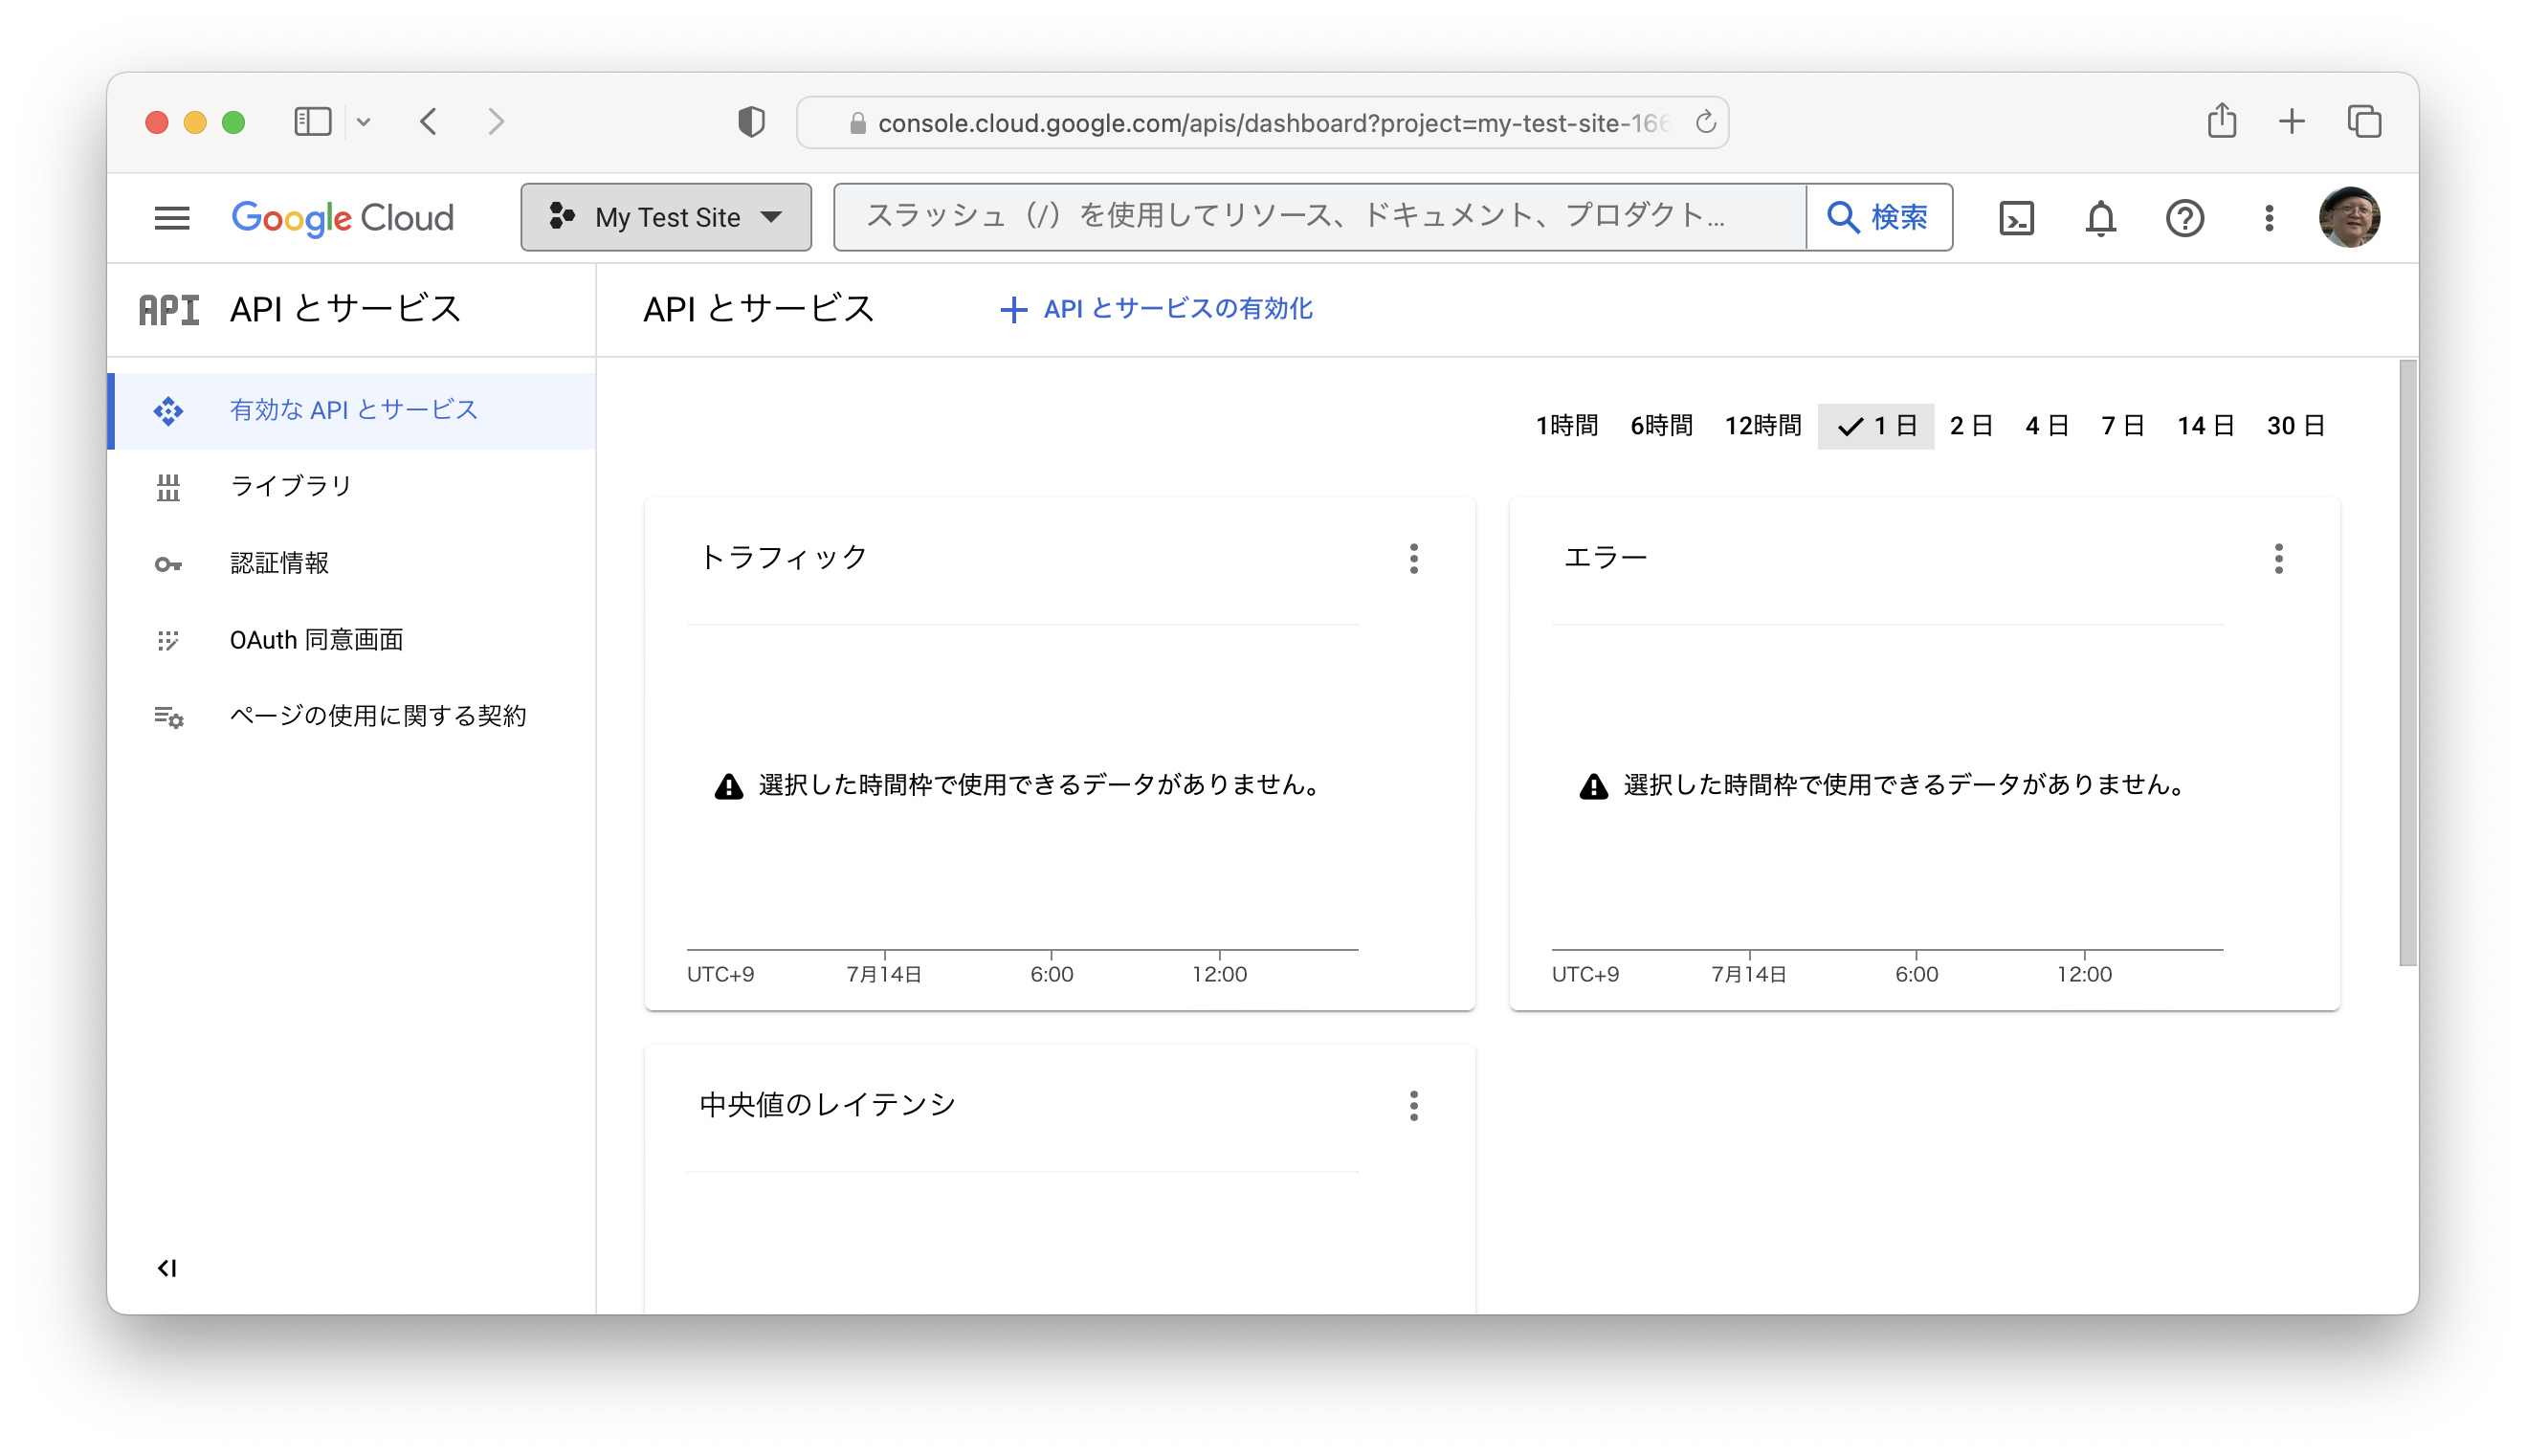 console.cloud.google.com/apis/dashboard?project=my-test-site-166
Google Cloud
My Test Site
スラッシュ（/）を使用してリソース、ドキュメント、プロダクト...
検索
API
API とサービス
API とサービス
API とサービスの有効化
有効な API とサービス
ライブラリ
認証情報
OAuth 同意画面
ページの使用に関する契約
1時間 6時間 12時間 1 日 2 日 4 日 7 日 14 日 30 日
トラフィック
選択した時間枠で使用できるデータがありません。
UTC+9 7月14日 6:00 12:00
エラー
選択した時間枠で使用できるデータがありません。
UTC+9 7月14日 6:00 12:00
中央値のレイテンシ